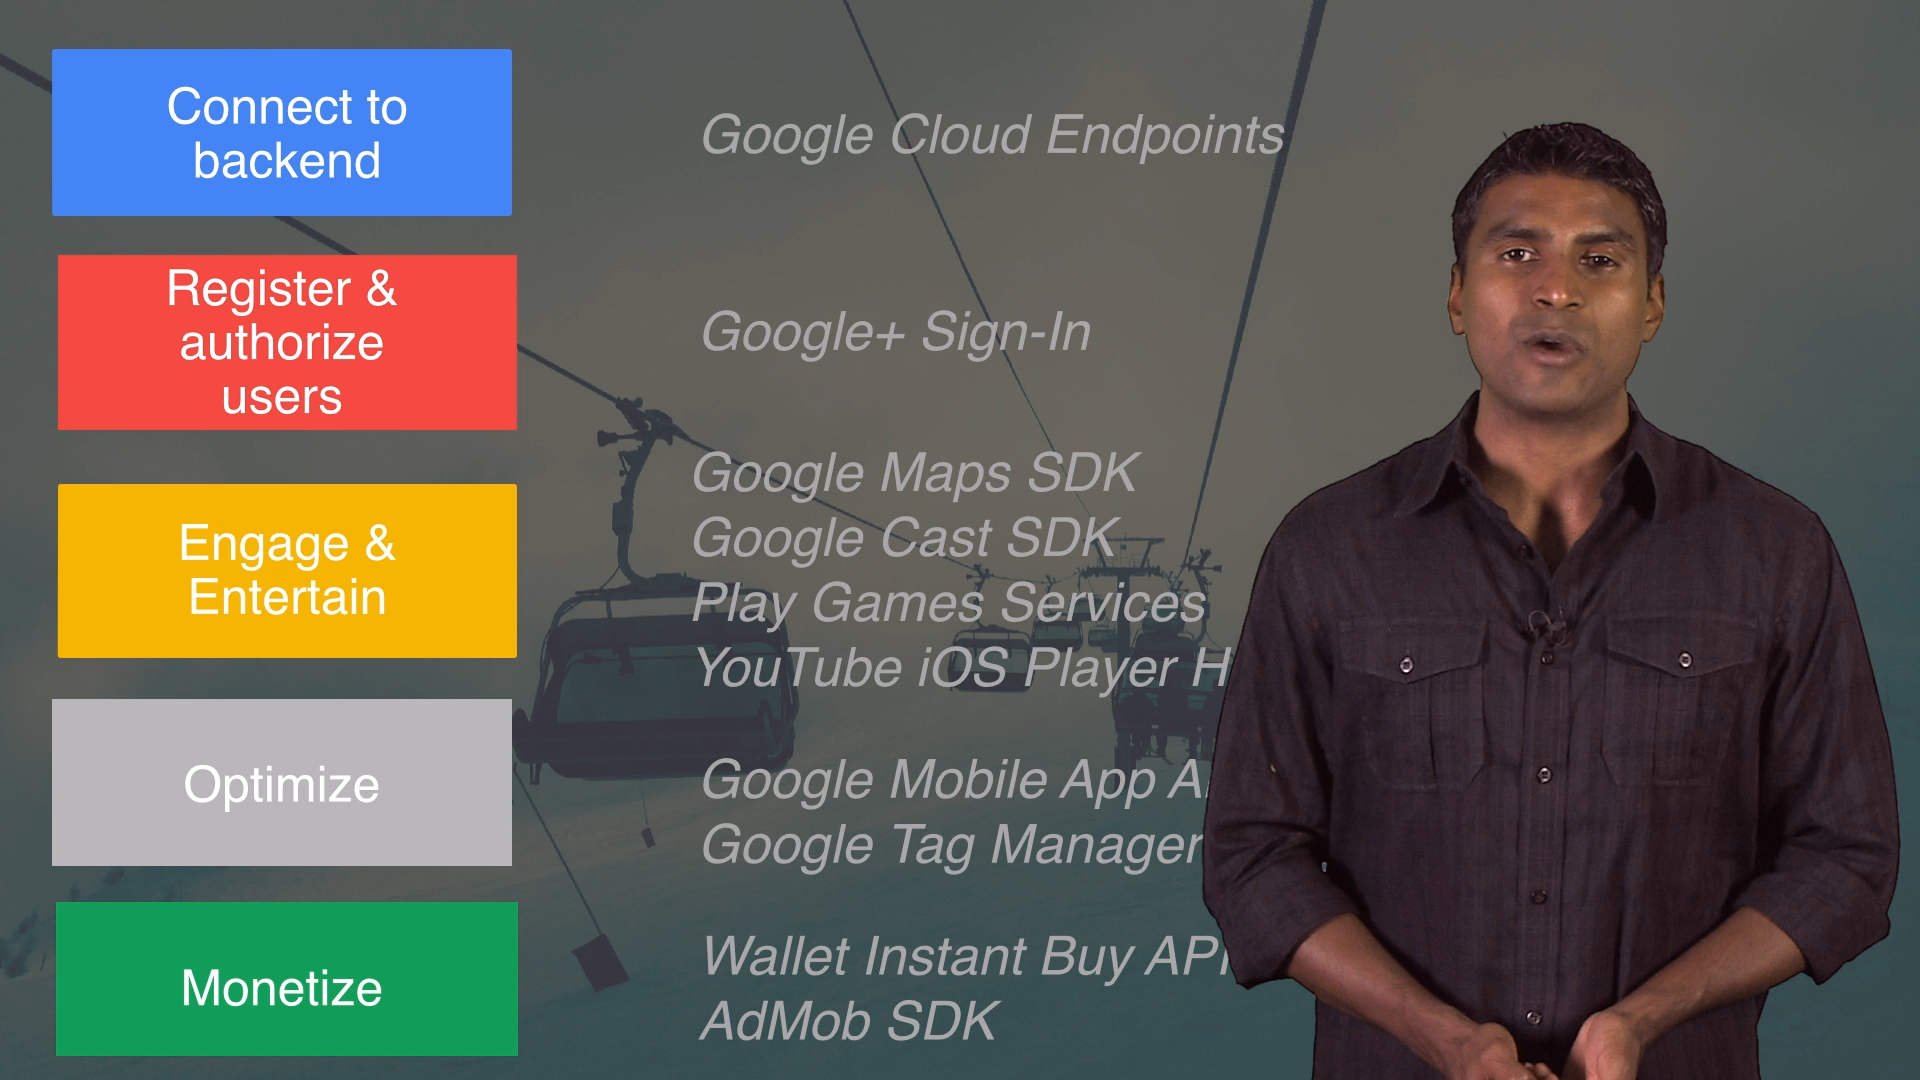 Connect to
backend
Google Cloud Endpoints
Register &
authorize
users
Google+ Sign-In
Engage &
Entertain
Google Maps SDK
Google Cast SDK
Play Games Services
YouTube iOS Player
Optimize
Google Mobile App
Google Tag Manager
Monetize
Wallet Instant Buy API
AdMob SDK